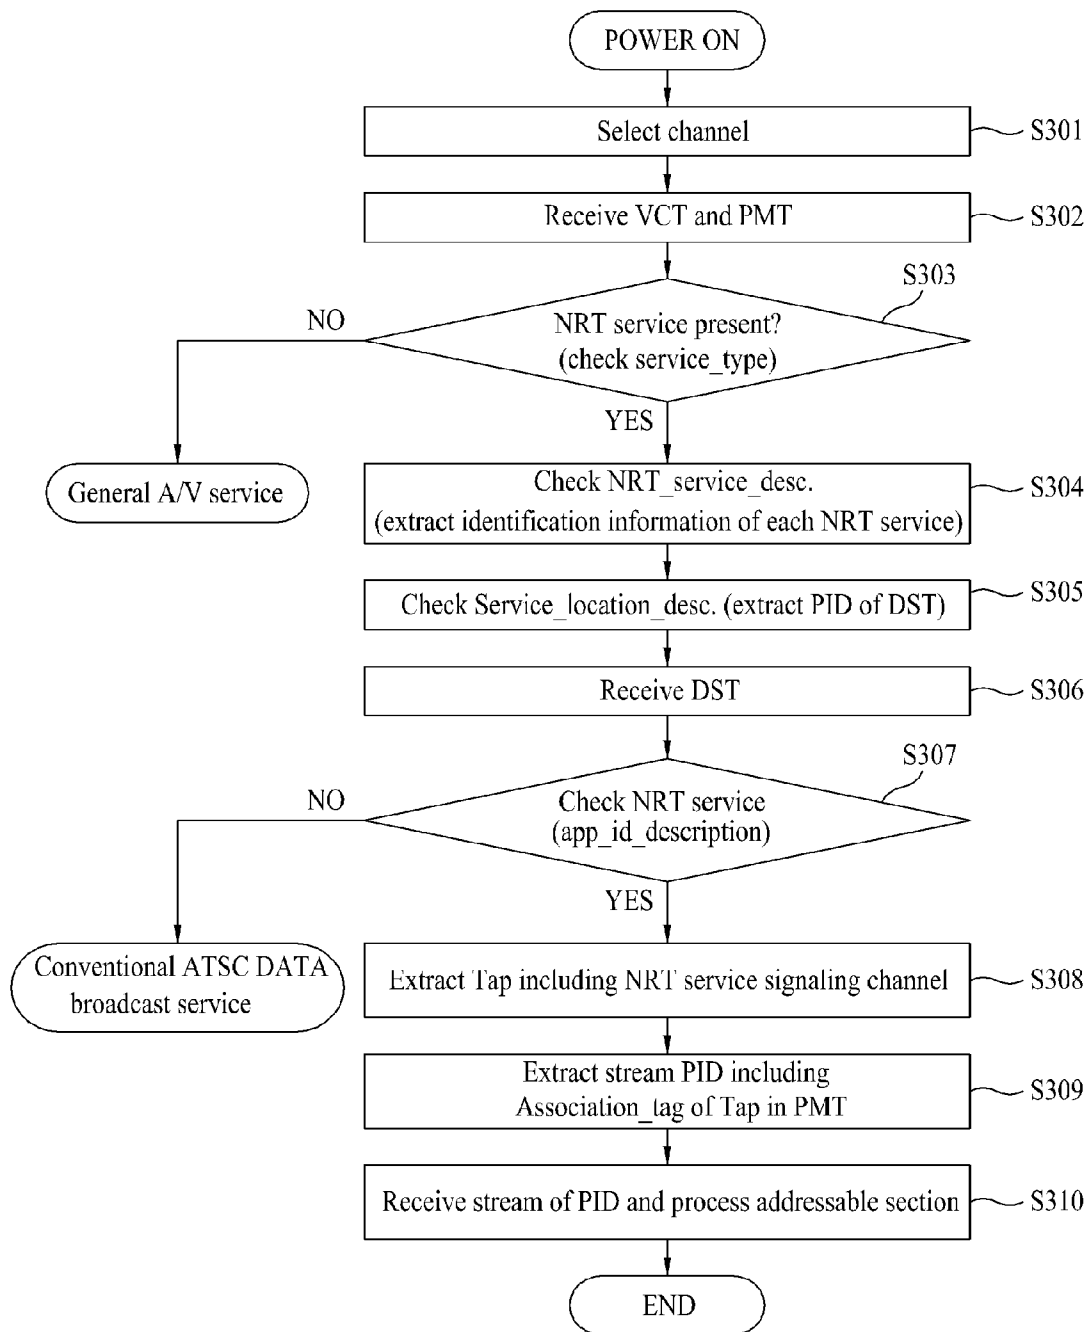 POWER ON
Select channel
S301
Receive VCT and PMT
S302
S303
NO
NRT service present?
(check service_type)
YES
General A/V service
Check NRT_service_desc.
(extract identification information of each NRT service)
S304
Check Service_location_desc. (extract PID of DST)
S305
Receive DST
S306
S307
NO
Check NRT service
(app_id_description)
YES
Conventional ATSC DATA
broadcast service
Extract Tap including NRT service signaling channel
S308
Extract stream PID including
Association_tag of Tap in PMT
S309
Receive stream of PID and process addressable section
S310
END